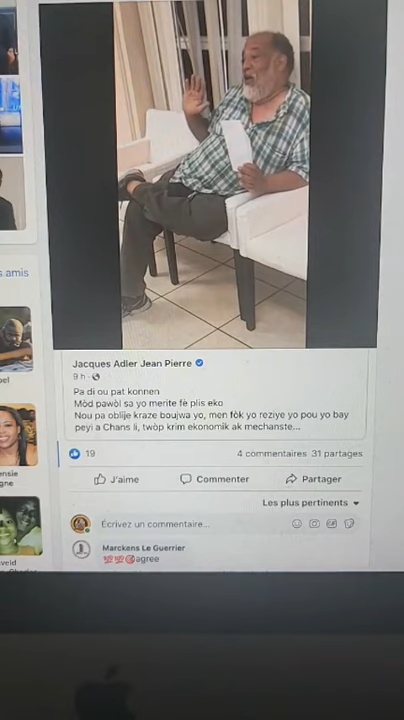 s amis
Jacques Adler Jean Pierre
9 h
Pa di ou pat konnen
Mòd pawòl sa yo merite fè plis eko
Nou pa oblije kraze boujwa yo, men fòk yo reziye yo pou yo bay
peyi a Chans li, twòp krim ekonomik ak mechanste...
19
4 commentaires 31 partages
J'aime
Commenter
Partager
Les plus pertinents
Écrivez un commentaire...
Marckens Le Guerrier
💯💯🎯agree